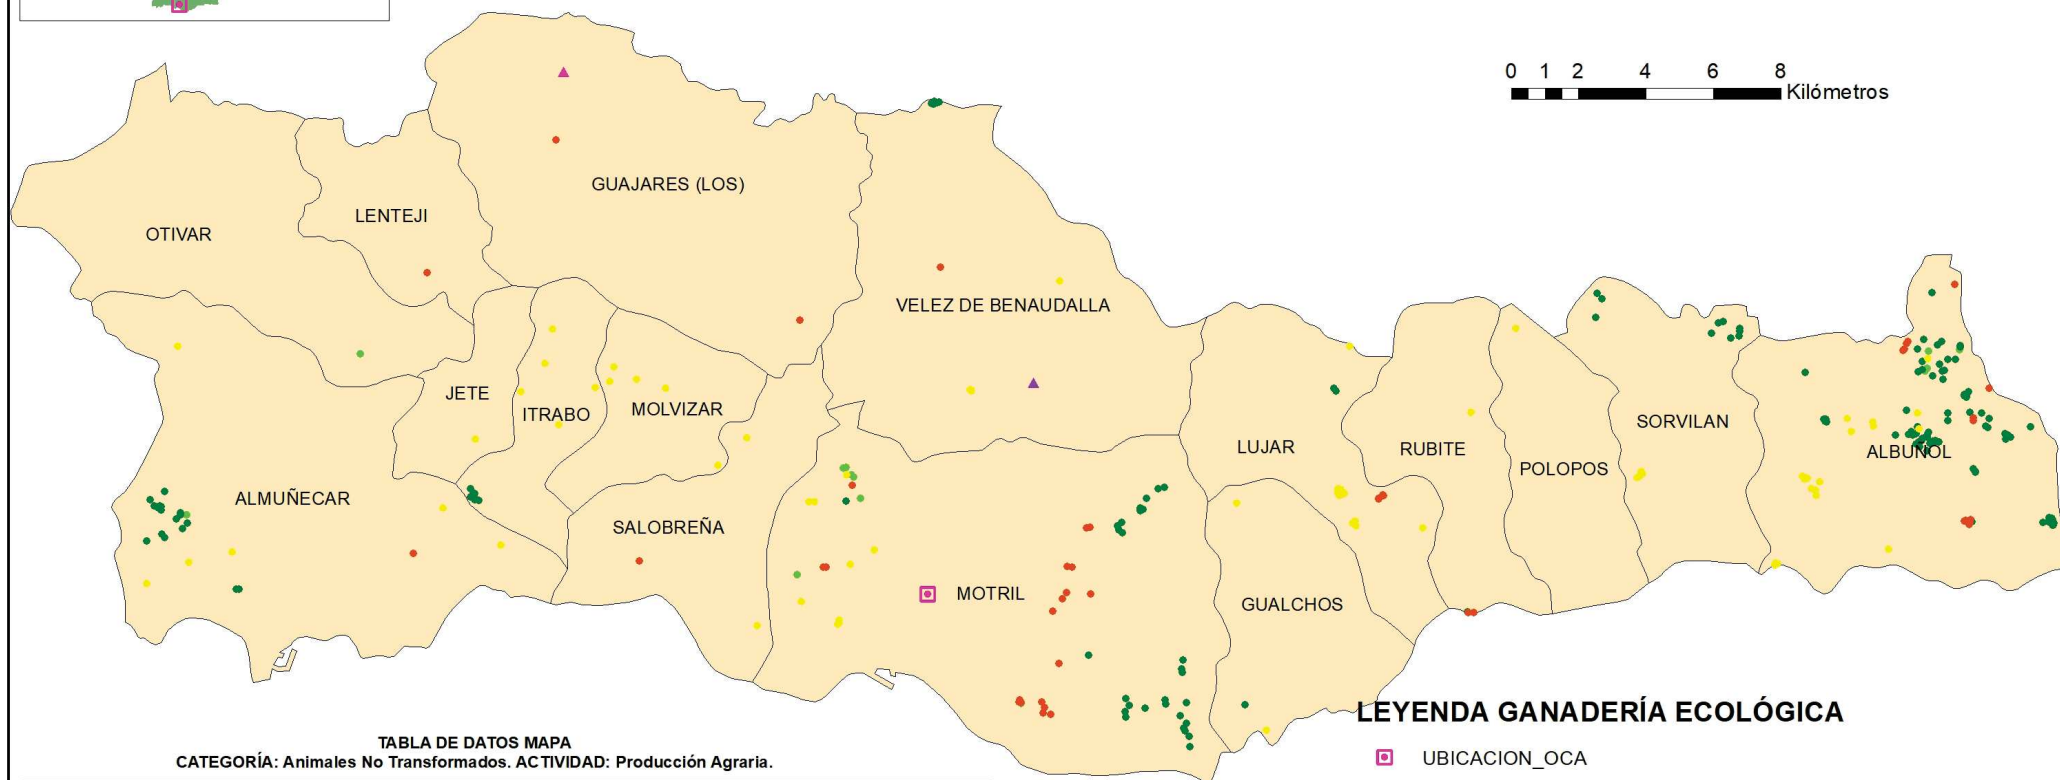 0 1 2 4 6 8
Kilómetros
GUAJARES (LOS)
LENTEJI
OTIVAR
VELEZ DE BENAUDALLA
JETE
ITRABO
MOLVIZAR
SORVILAN
LUJAR
RUBITE
ALBUÑOL
POLOPOS
ALMUÑECAR
SALOBREÑA
MOTRIL
GUALCHOS
LEYENDA GANADERÍA ECOLÓGICA
UBICACION_OCA
TABLA DE DATOS MAPA
CATEGORÍA: Animales No Transformados. ACTIVIDAD: Producción Agraria.